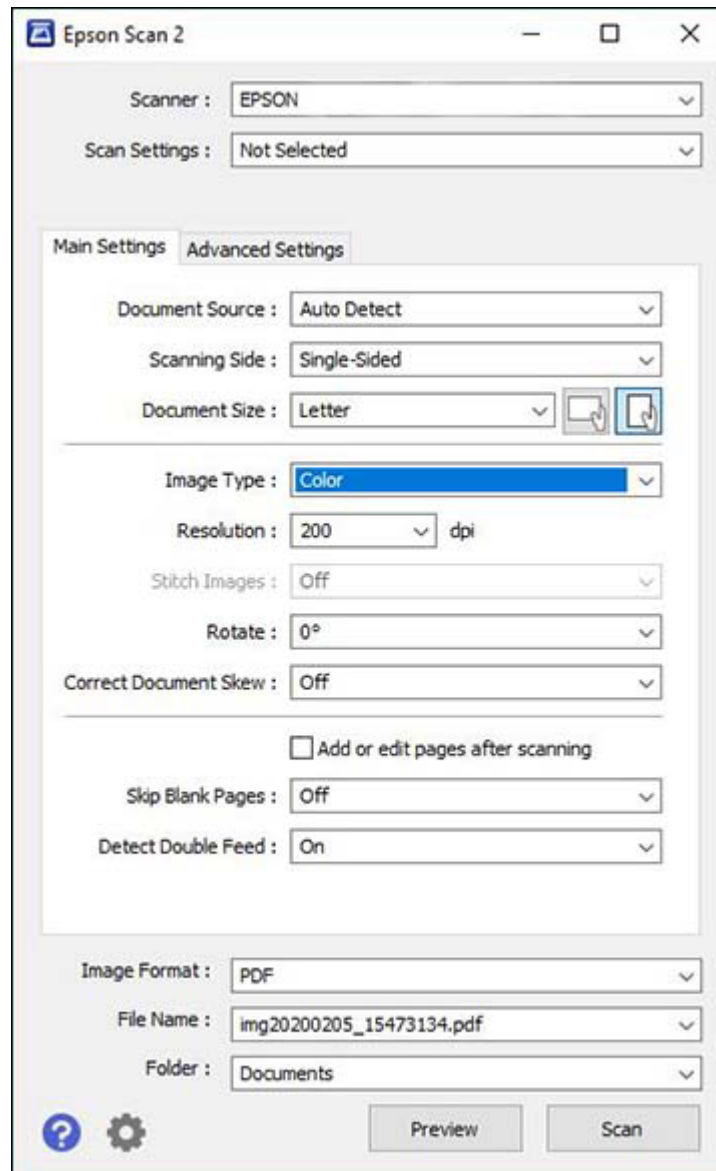 Epson Scan 2
Scanner : EPSON
Scan Settings : Not Selected
Main Settings Advanced Settings
Document Source : Auto Detect
Scanning Side : Single-Sided
Document Size : Letter
Image Type : Color
Resolution : 200 dpi
Stitch Images : Off
Rotate : 0°
Correct Document Skew : Off
Add or edit pages after scanning
Skip Blank Pages : Off
Detect Double Feed : On
Image Format : PDF
File Name : img20200205_15473134.pdf
Folder : Documents
? Preview Scan